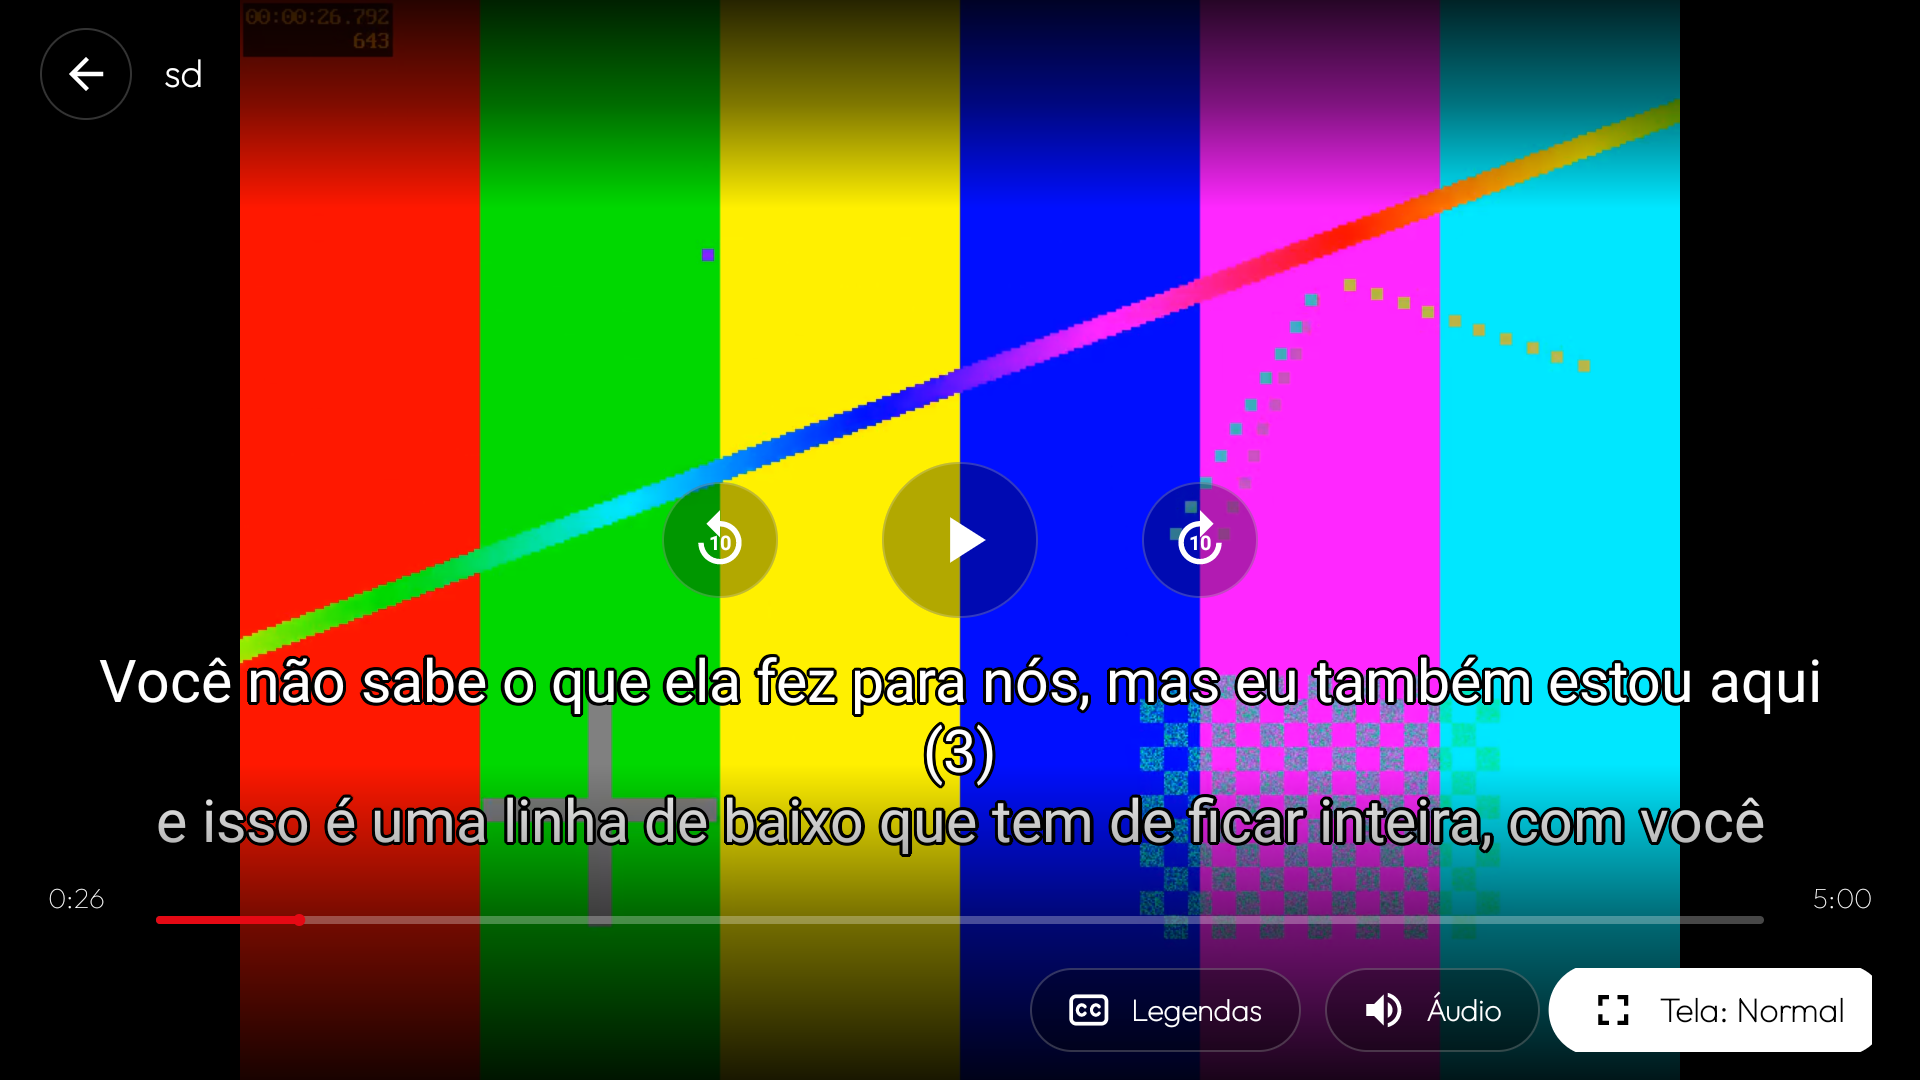 00:00:26.792
643
sd
10
10
Você não sabe o que ela fez para nós, mas eu também estou aqui
(3)
e isso é uma linha de baixo que tem de ficar inteira, com você
0:26
5:00
CC Legendas
Áudio
Tela: Normal